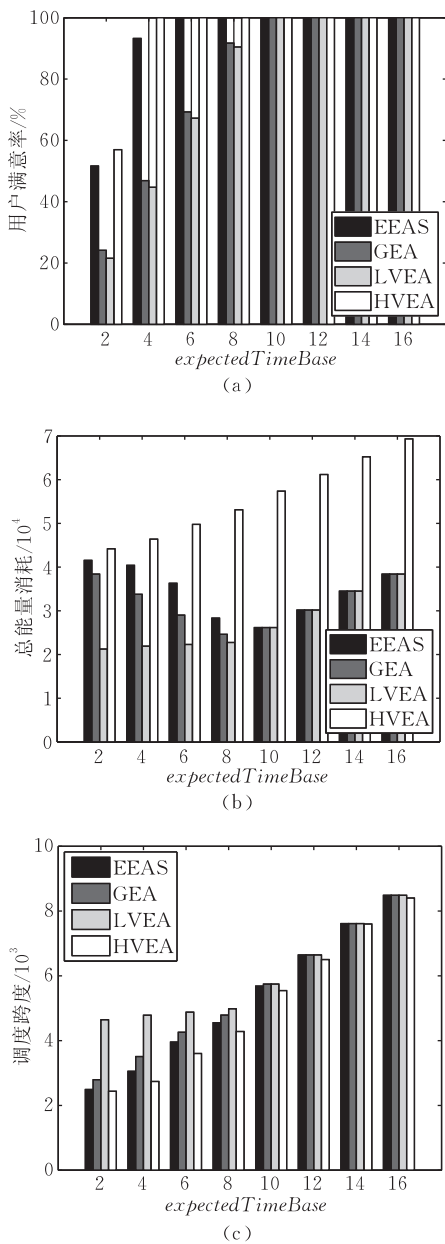 100
80
60
40
20
0
用户满意率/%
EEAS
GEA
LVEA
HVEA
2 4 6 8 10 12 14 16
expectedTimeBase
(a)
7
6
5
4
3
2
1
0
总能量消耗/10⁴
EEAS
GEA
LVEA
HVEA
2 4 6 8 10 12 14 16
expectedTimeBase
(b)
10
8
6
4
2
0
调度跨度/10³
EEAS
GEA
LVEA
HVEA
2 4 6 8 10 12 14 16
expectedTimeBase
(c)